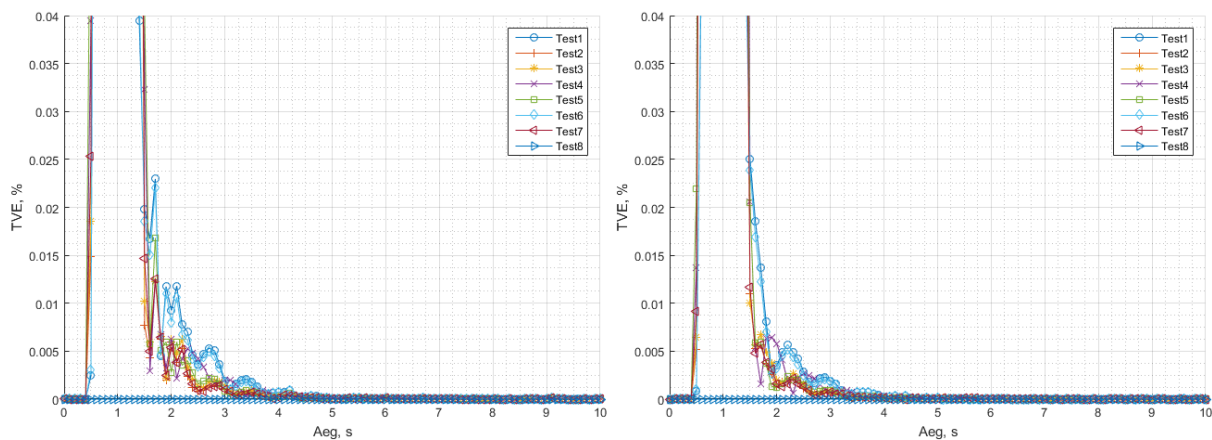 0.04
0.035
0.03
0.025
0.02
0.015
0.01
0.005
0
TVE, %
0 1 2 3 4 5 6 7 8 9 10
Aeg, s
Test1
Test2
Test3
Test4
Test5
Test6
Test7
Test8
0.04
0.035
0.03
0.025
0.02
0.015
0.01
0.005
0
TVE, %
0 1 2 3 4 5 6 7 8 9 10
Aeg, s
Test1
Test2
Test3
Test4
Test5
Test6
Test7
Test8